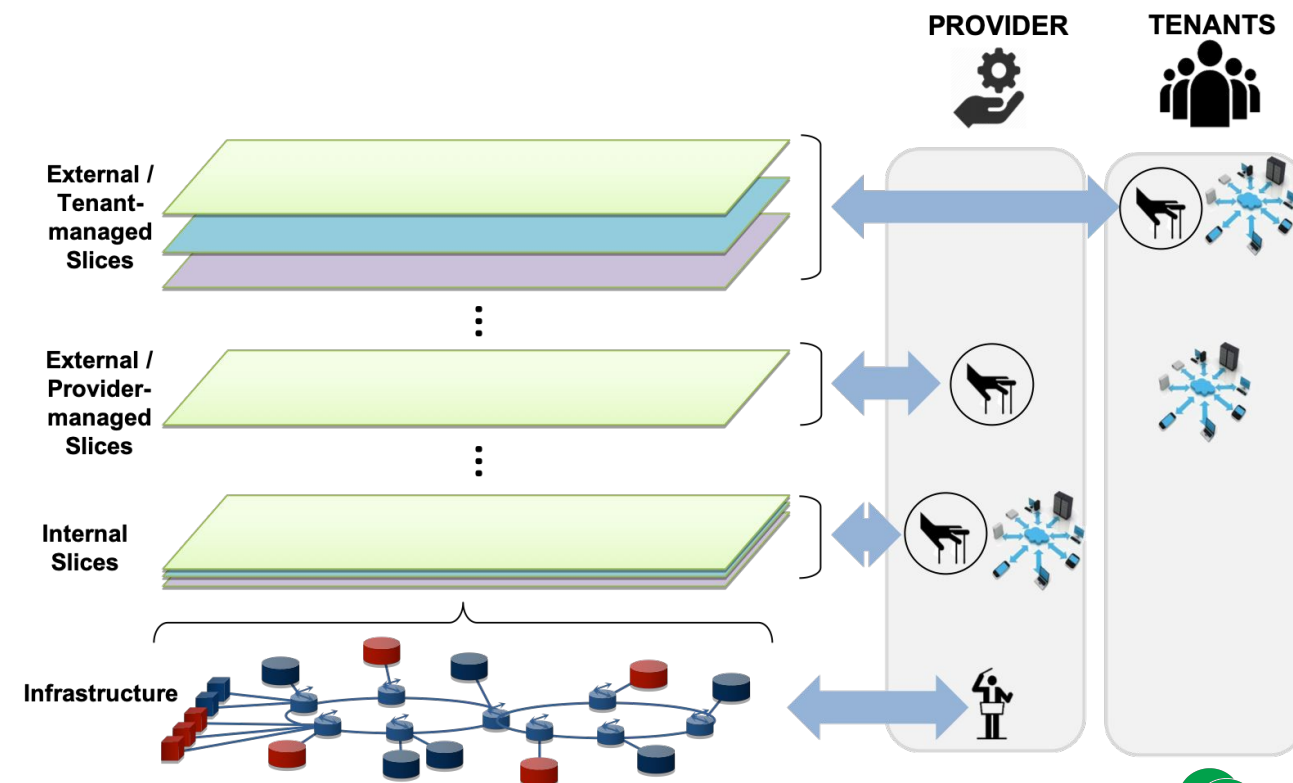 PROVIDER
TENANTS
External /
Tenant-
managed
Slices
External /
Provider-
managed
Slices
Internal
Slices
Infrastructure